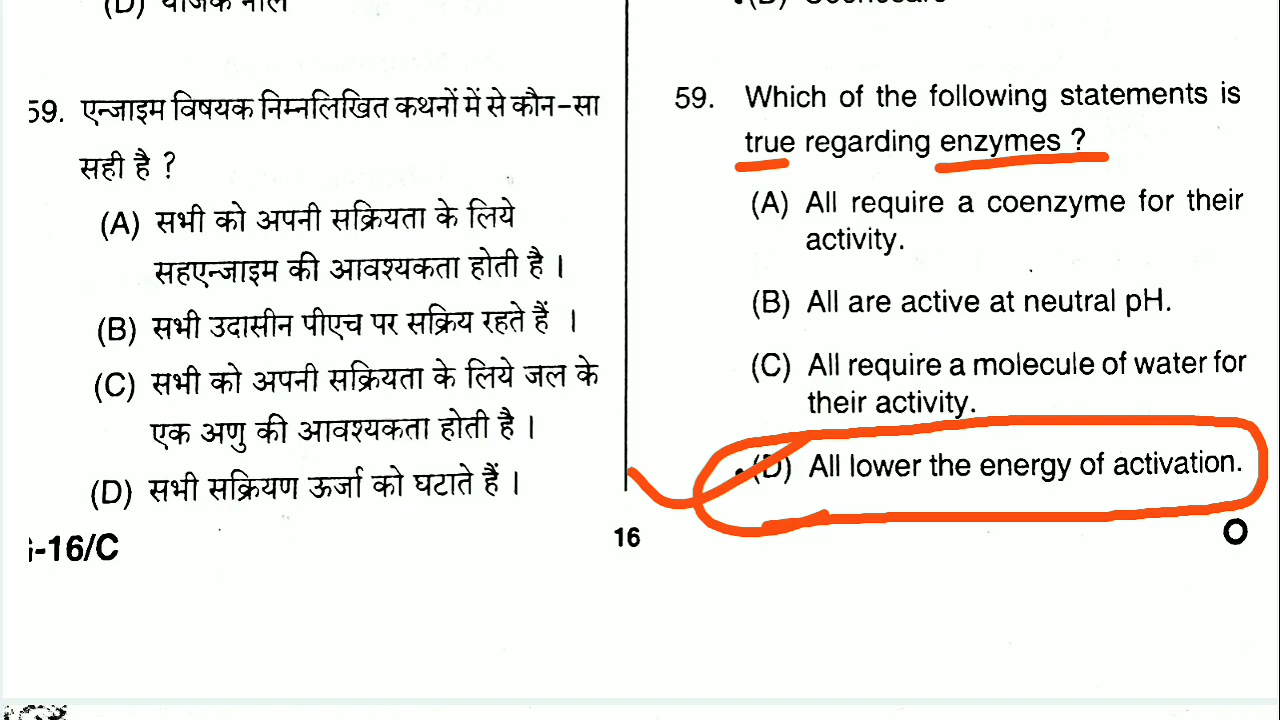 (D) योजक नील
59. एन्जाइम विषयक निम्नलिखित कथनों में से कौन-सा
सही है ?
(A) सभी को अपनी सक्रियता के लिये
सहएन्जाइम की आवश्यकता होती है ।
(B) सभी उदासीन पीएच पर सक्रिय रहते हैं ।
(C) सभी को अपनी सक्रियता के लिये जल के
एक अणु की आवश्यकता होती है ।
(D) सभी सक्रियण ऊर्जा को घटाते हैं ।
-16/C
16
59. Which of the following statements is
true regarding enzymes ?
(A) All require a coenzyme for their
activity.
(B) All are active at neutral pH.
(C) All require a molecule of water for
their activity.
(D) All lower the energy of activation.
O